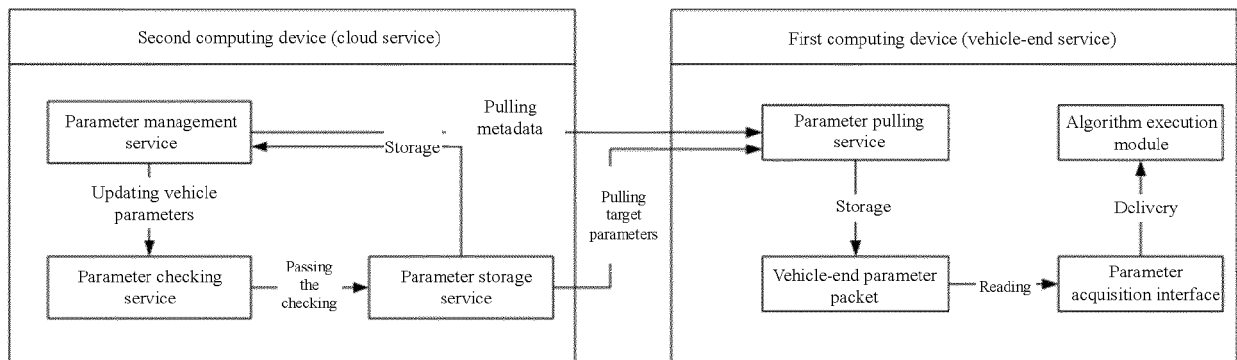 Second computing device (cloud service)
First computing device (vehicle-end service)
Parameter management
service
Pulling
metadata
Storage
Parameter pulling
service
Algorithm execution
module
Updating vehicle
parameters
Pulling
target
parameters
Storage
Delivery
Parameter checking
service
Passing
the
checking
Parameter storage
service
Vehicle-end parameter
packet
Reading
Parameter
acquisition interface